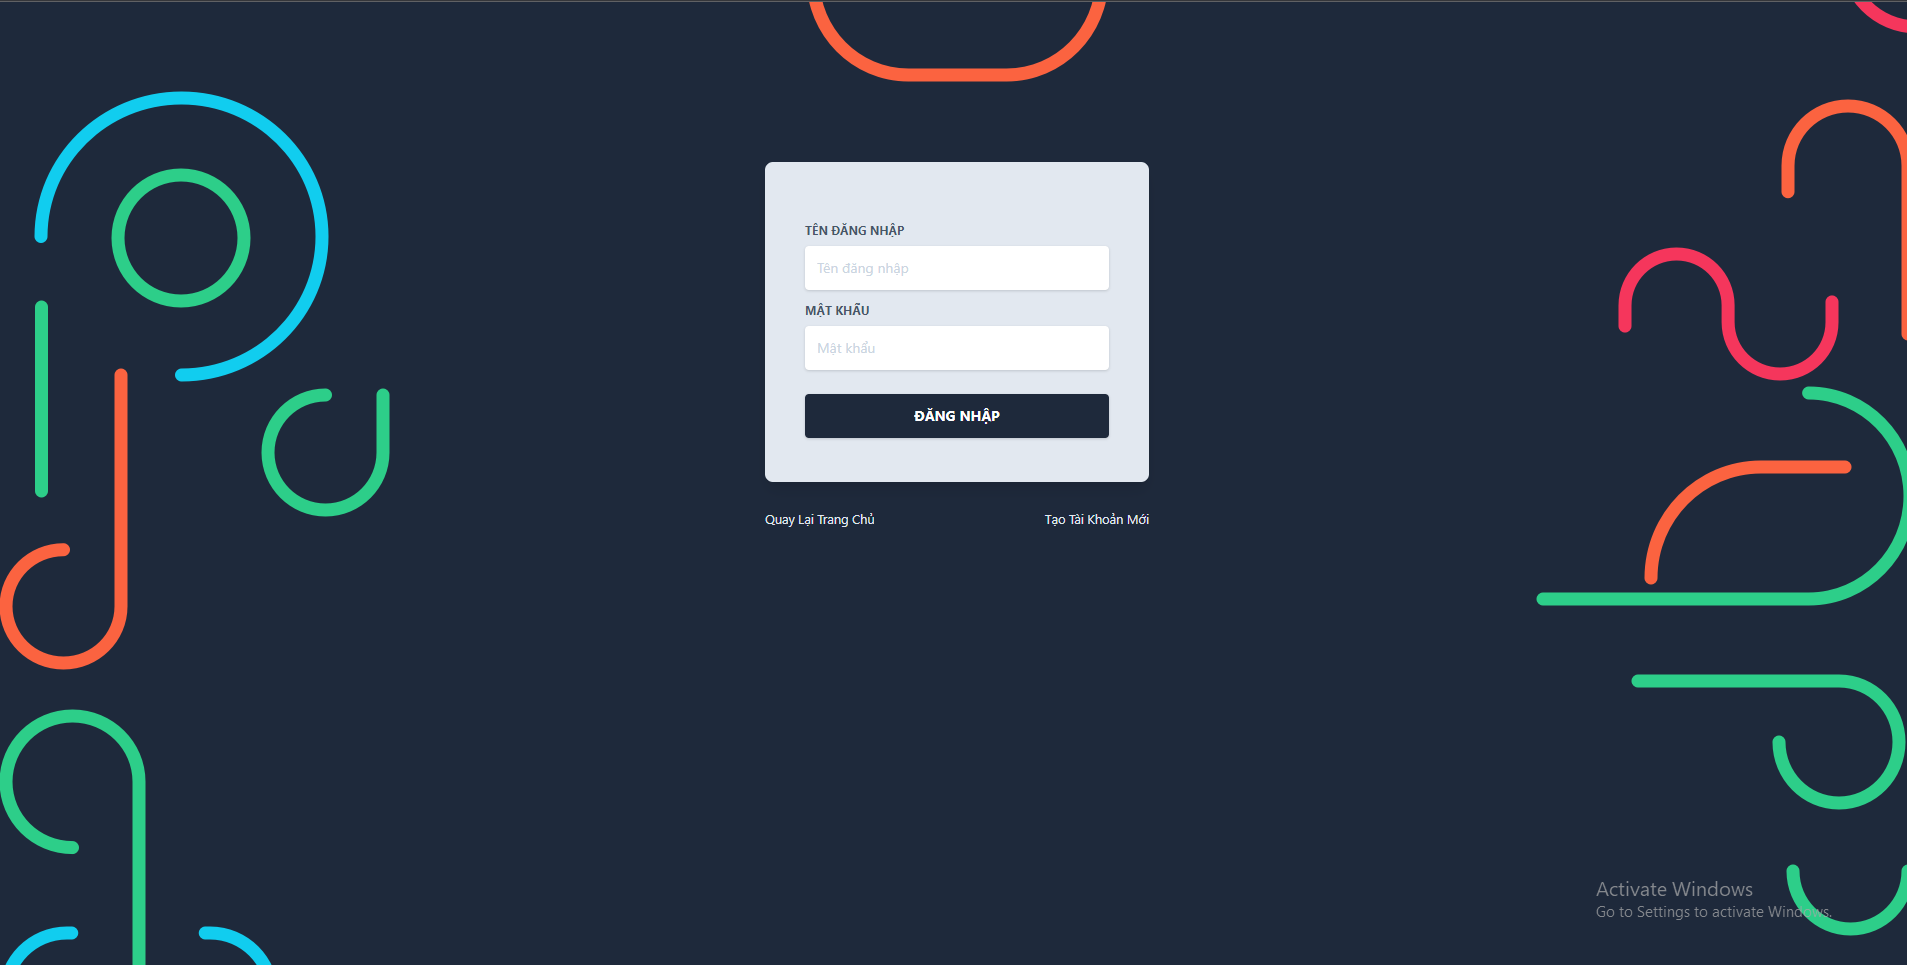 TÊN ĐĂNG NHẬP
Tên đăng nhập
MẬT KHẨU
Mật khẩu
ĐĂNG NHẬP
Quay Lại Trang Chủ
Tạo Tài Khoản Mới
Activate Windows
Go to Settings to activate Windows.